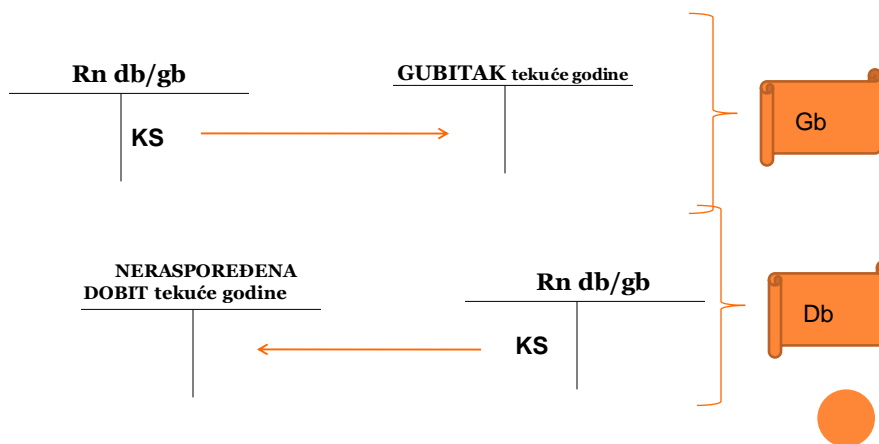 Rn db/gb
GUBITAK tekuće godine
KS
Gb
NERASPOREĐENA
DOBIT tekuće godine
Rn db/gb
KS
Db